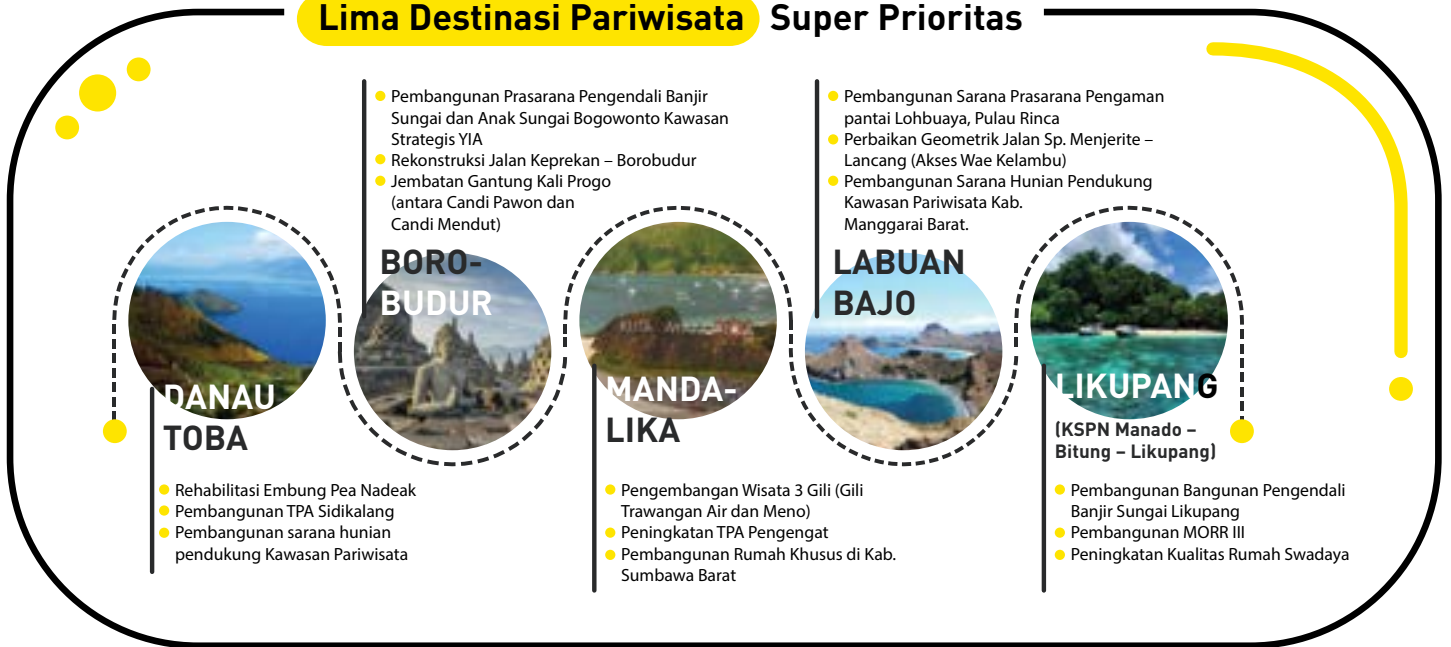 Lima Destinasi Pariwisata Super Prioritas
DANAU
TOBA
Rehabilitasi Embung Pea Nadeak
Pembangunan TPA Sidikalang
Pembangunan sarana hunian
pendukung Kawasan Pariwisata
Pembangunan Prasarana Pengendali Banjir
Sungai dan Anak Sungai Bogowonto Kawasan
Strategis YIA
Rekonstruksi Jalan Keprekan – Borobudur
Jembatan Gantung Kali Progo
(antara Candi Pawon dan
Candi Mendut)
BORO-
BUDUR
MANDA-
LIKA
Pengembangan Wisata 3 Gili (Gili
Trawangan Air dan Meno)
Peningkatan TPA Pengengat
Pembangunan Rumah Khusus di Kab.
Sumbawa Barat
Pembangunan Sarana Prasarana Pengaman
pantai Lohbuaya, Pulau Rinca
Perbaikan Geometrik Jalan Sp. Menjerite –
Lancang (Akses Wae Kelambu)
Pembangunan Sarana Hunian Pendukung
Kawasan Pariwisata Kab.
Manggarai Barat.
LABUAN
BAJO
LIKUPANG
(KSPN Manado –
Bitung – Likupang)
Pembangunan Bangunan Pengendali
Banjir Sungai Likupang
Pembangunan MORR III
Peningkatan Kualitas Rumah Swadaya